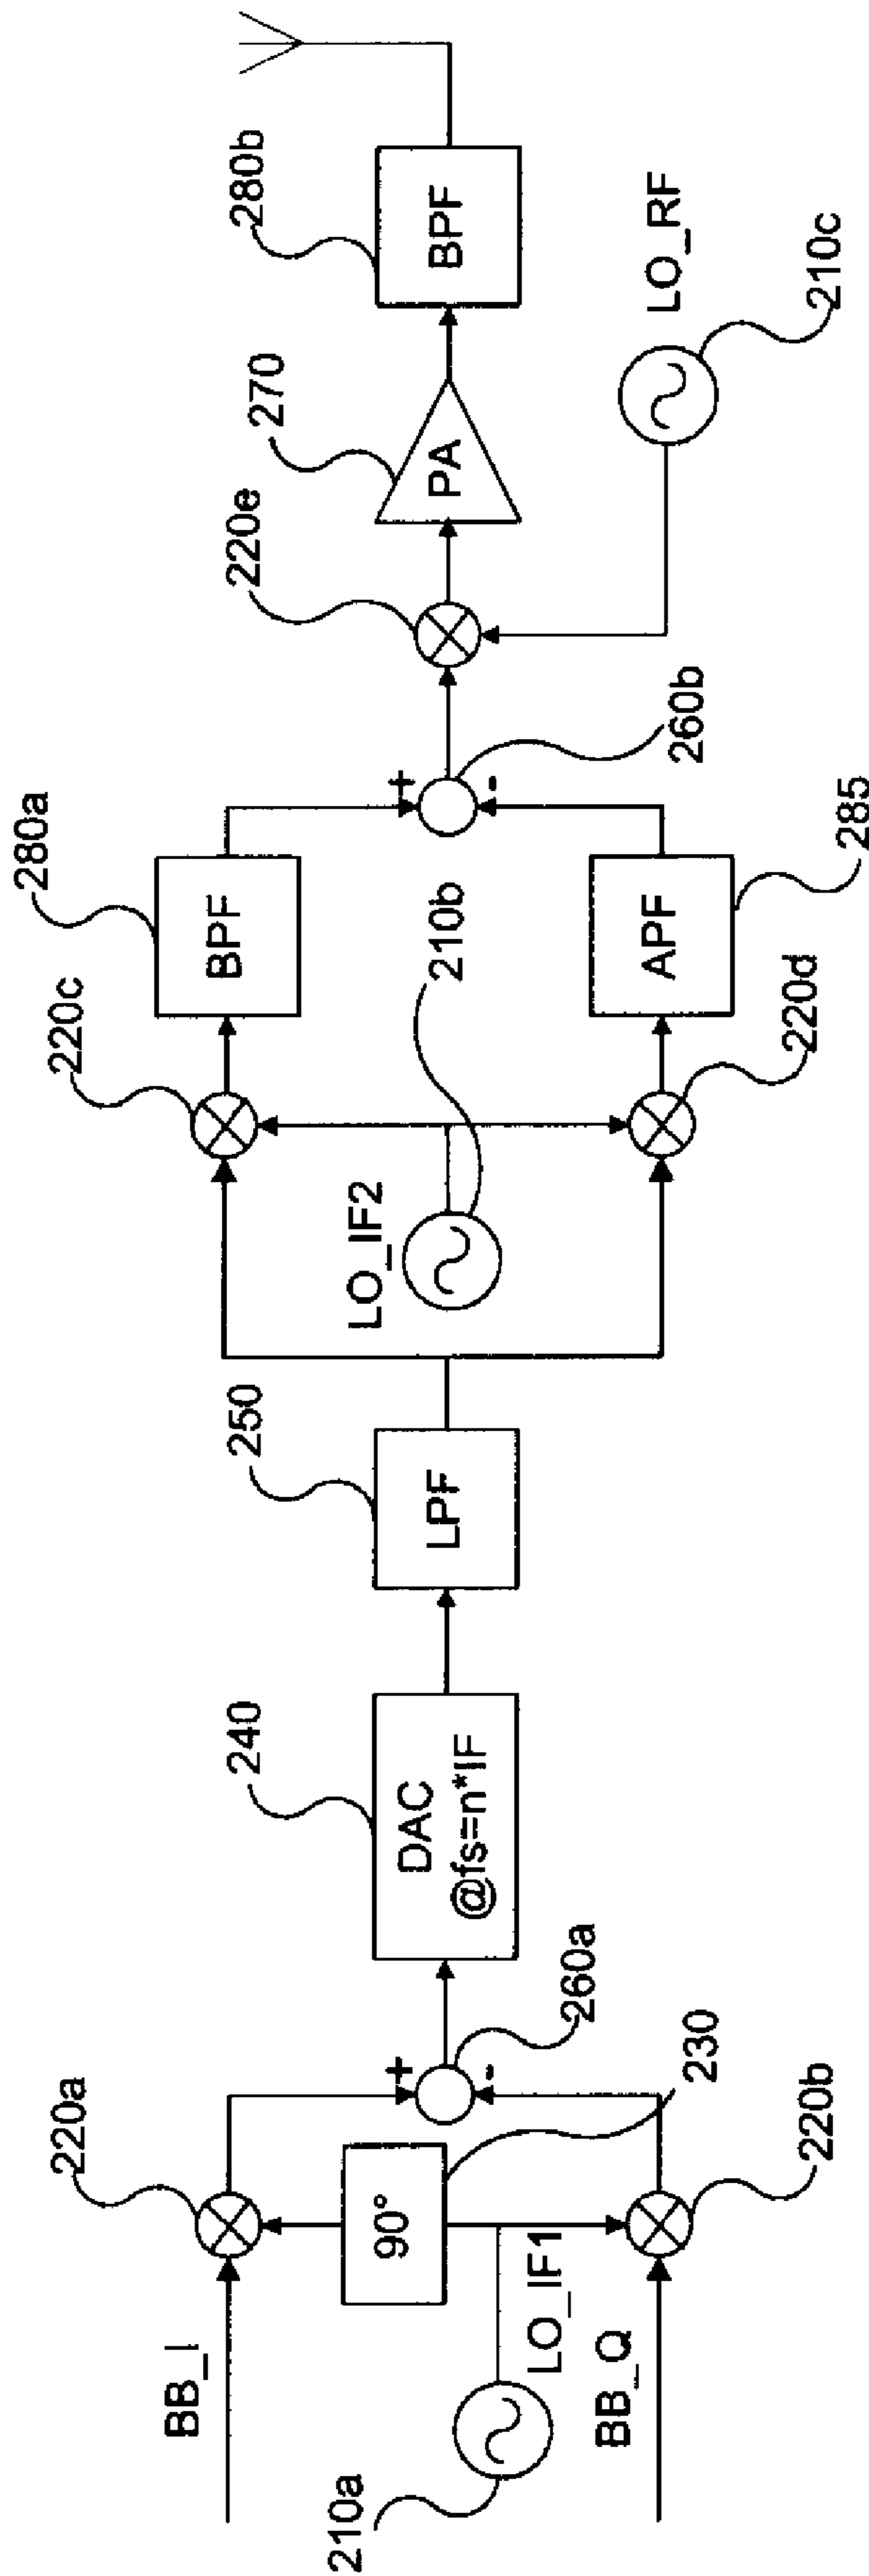 BB_I
220a
90°
230
210a
LO_IF1
BB_Q
220b
+
-
260a
DAC
@fs=n*IF
240
LPF
250
LO_IF2
210b
220c
220d
BPF
280a
APF
285
+
-
260b
220e
PA
270
BPF
280b
LO_RF
210c